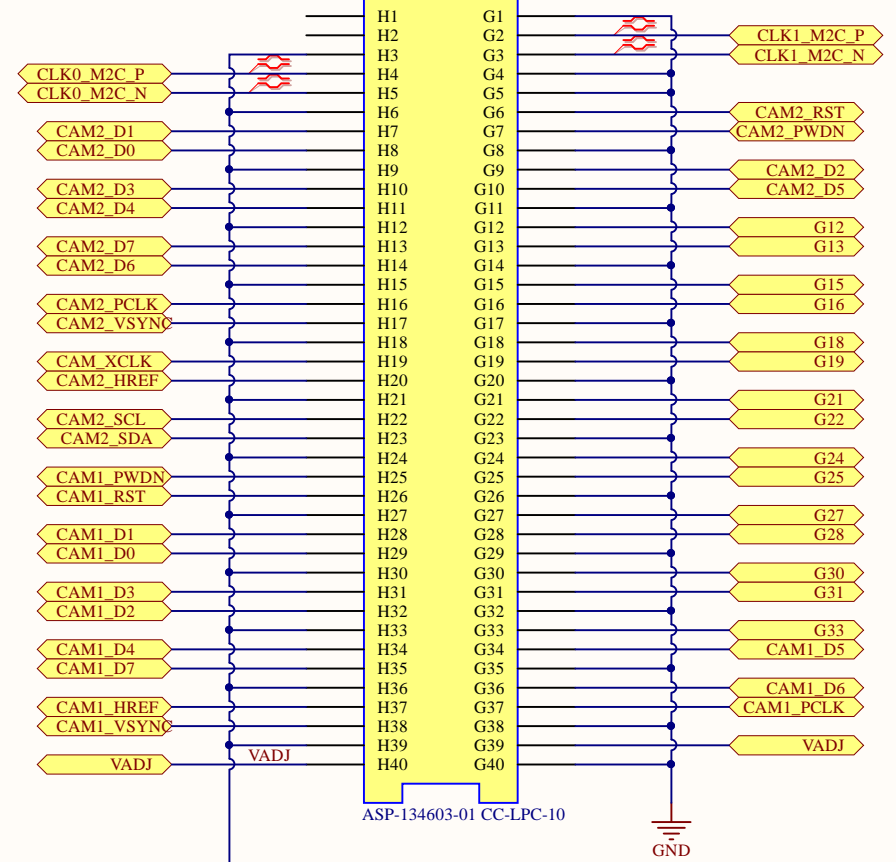 H1 G1
H2 G2 CLK1_M2C_P
H3 G3 CLK1_M2C_N
CLK0_M2C_P H4 G4
CLK0_M2C_N H5 G5
H6 G6 CAM2_RST
CAM2_D1 H7 G7 CAM2_PWDN
CAM2_D0 H8 G8
H9 G9 CAM2_D2
CAM2_D3 H10 G10 CAM2_D5
CAM2_D4 H11 G11
H12 G12 G12
CAM2_D7 H13 G13 G13
CAM2_D6 H14 G14
H15 G15 G15
CAM2_PCLK H16 G16 G16
CAM2_VSYNC H17 G17
H18 G18 G18
CAM_XCLK H19 G19 G19
CAM2_HREF H20 G20
H21 G21 G21
CAM2_SCL H22 G22 G22
CAM2_SDA H23 G23
H24 G24 G24
CAM1_PWDN H25 G25 G25
CAM1_RST H26 G26
H27 G27 G27
CAM1_D1 H28 G28 G28
CAM1_D0 H29 G29
H30 G30 G30
CAM1_D3 H31 G31 G31
CAM1_D2 H32 G32
H33 G33 G33
CAM1_D4 H34 G34 CAM1_D5
CAM1_D7 H35 G35
H36 G36 CAM1_D6
CAM1_HREF H37 G37 CAM1_PCLK
CAM1_VSYNC H38 G38
H39 G39 VADJ
VADJ VADJ H40 G40
ASP-134603-01 CC-LPC-10
GND